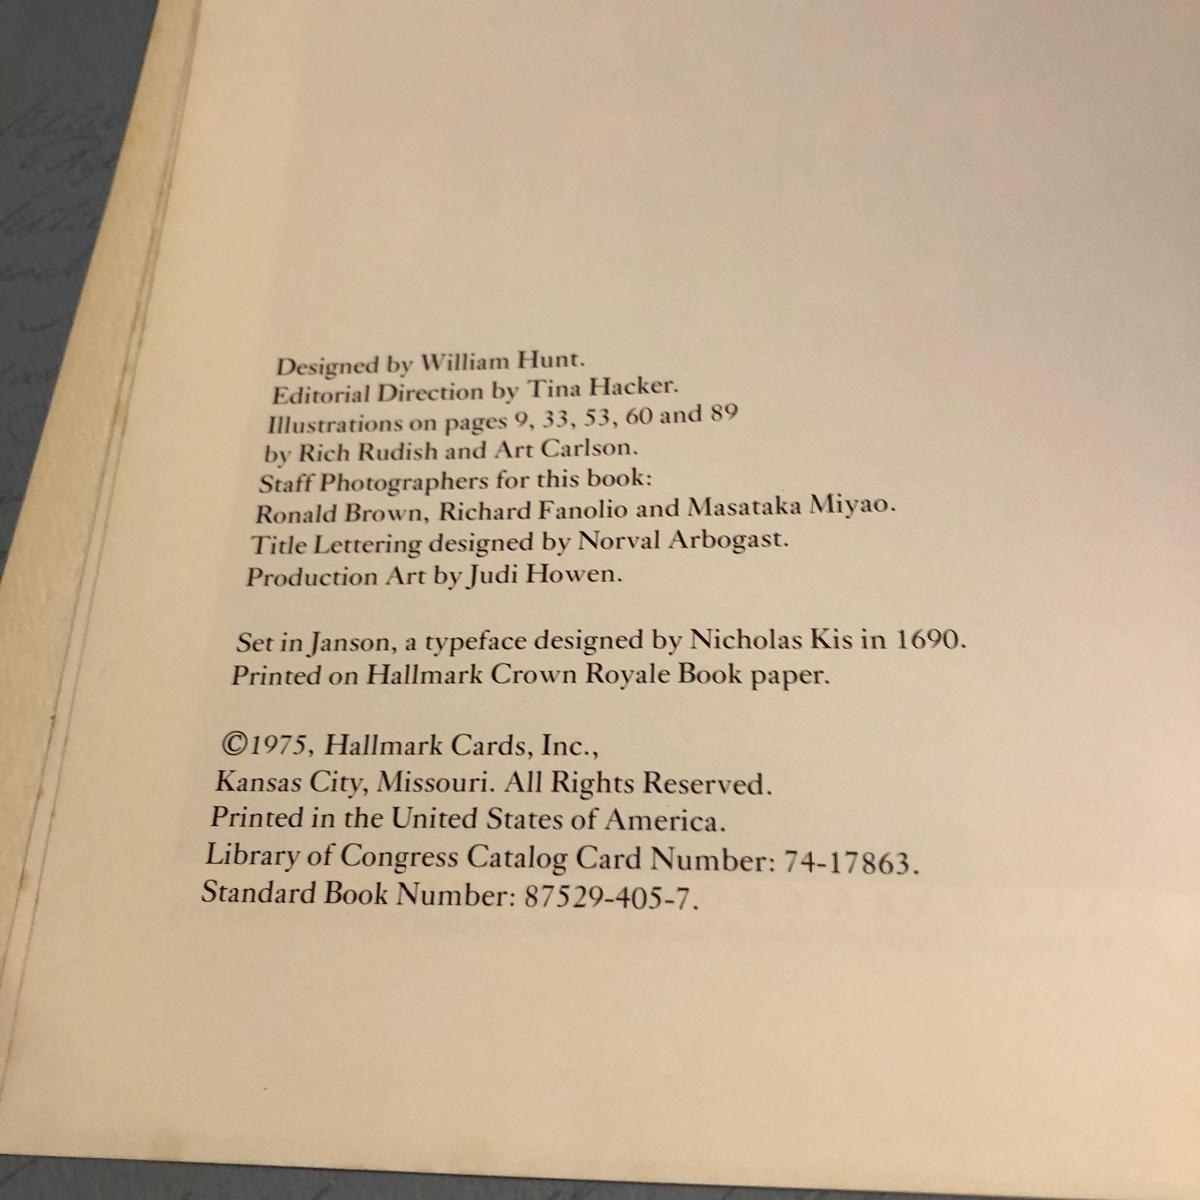 Designed by William Hunt.
Editorial Direction by Tina Hacker.
Illustrations on pages 9, 33, 53, 60 and 89
by Rich Rudish and Art Carlson.
Staff Photographers for this book:
Ronald Brown, Richard Fanolio and Masataka Miyao.
Title Lettering designed by Norval Arbogast.
Production Art by Judi Howen.
Set in Janson, a typeface designed by Nicholas Kis in 1690.
Printed on Hallmark Crown Royale Book paper.
©1975, Hallmark Cards, Inc.,
Kansas City, Missouri. All Rights Reserved.
Printed in the United States of America.
Library of Congress Catalog Card Number: 74-17863.
Standard Book Number: 87529-405-7.